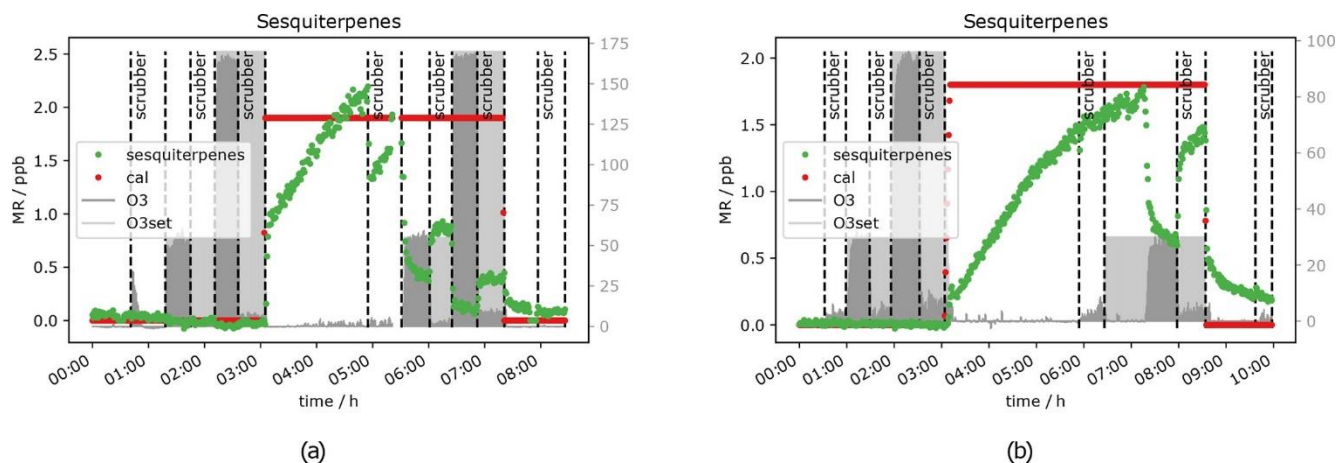 Sesquiterpenes
2.5
2.0
1.5
1.0
0.5
0.0
MR / ppb
175
150
125
100
75
50
25
0
scrubber
scrubber
scrubber
scrubber
scrubber
scrubber
scrubber
sesquiterpenes
cal
O3
O3set
00:00
01:00
02:00
03:00
04:00
05:00
06:00
07:00
08:00
time / h
(a)
Sesquiterpenes
2.0
1.5
1.0
0.5
0.0
MR / ppb
100
80
60
40
20
0
scrubber
scrubber
scrubber
scrubber
scrubber
scrubber
sesquiterpenes
cal
O3
O3set
00:00
01:00
02:00
03:00
04:00
05:00
06:00
07:00
08:00
09:00
10:00
time / h
(b)